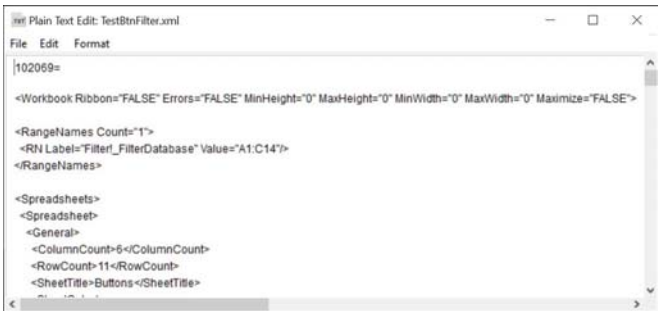 Plain Text Edit: TestBtnFilter.xml
File Edit Format
102069=
<Workbook Ribbon="FALSE" Errors="FALSE" MinHeight="0" MaxHeight="0" MinWidth="0" MaxWidth="0" Maximize="FALSE">
<RangeNames Count="1">
<RN Label="Filter!_FilterDatabase" Value="A1:C14"/>
</RangeNames>
<Spreadsheets>
<Spreadsheet>
<General>
<ColumnCount>6</ColumnCount>
<RowCount>11</RowCount>
<SheetTitle>Buttons</SheetTitle>